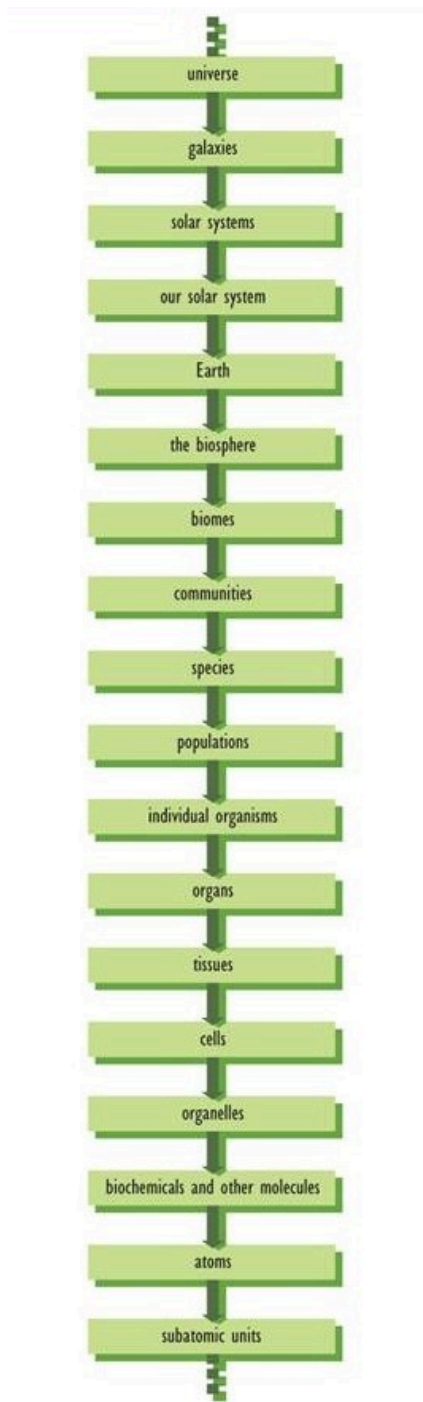 universe
galaxies
solar systems
our solar system
Earth
the biosphere
biomes
communities
species
populations
individual organisms
organs
tissues
cells
organelles
biochemicals and other molecules
atoms
subatomic units